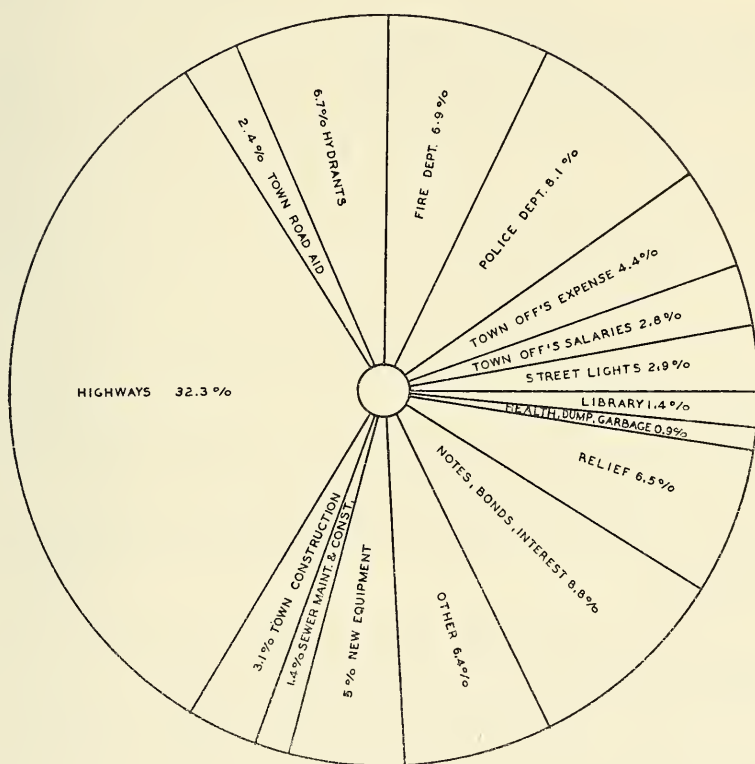 6.7% HYDRANTS
FIRE DEPT. 6.9%
POLICE DEPT. 8.1 %
TOWN OFF'S EXPENSE 4.4%
TOWN OFF'S SALARIES 2.8%
STREET LIGHTS 2.9%
LIBRARY 1.4%
HEALTH, DUMP, GARBAGE 0.9%
RELIEF 6.5%
NOTES, BONDS, INTEREST 8.8%
OTHER 6.4%
5 % NEW EQUIPMENT
1.4% SEWER MAINT. & CONST.
3.1% TOWN CONSTRUCTION
HIGHWAYS 32.3 %
2.4% TOWN ROAD AID